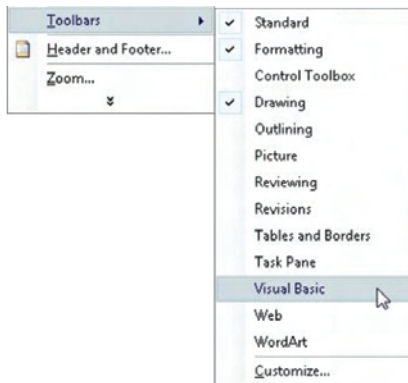 Toolbars
Header and Footer...
Zoom...
Standard
Formatting
Control Toolbox
Drawing
Outlining
Picture
Reviewing
Revisions
Tables and Borders
Task Pane
Visual Basic
Web
WordArt
Customize...